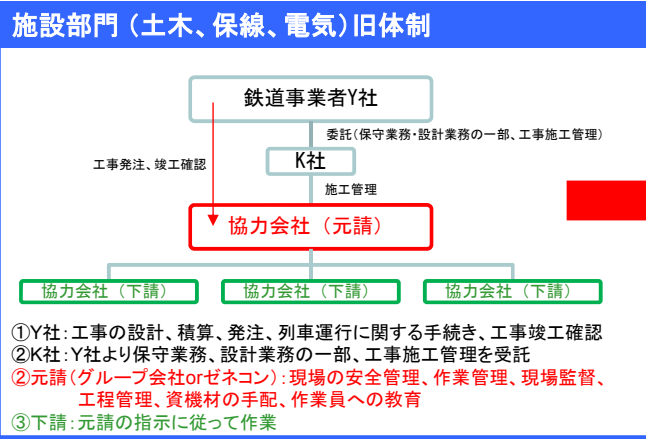 施設部門（土木、保線、電気）旧体制
鉄道事業者Y社
委託（保守業務・設計業務の一部、工事施工管理）
工事発注、竣工確認
K社
施工管理
協力会社（元請）
協力会社（下請） 協力会社（下請） 協力会社（下請）
①Y社：工事の設計、積算、発注、列車運行に関する手続き、工事竣工確認
②K社：Y社より保守業務、設計業務の一部、工事施工管理を受託
②元請（グループ会社orゼネコン）：現場の安全管理、作業管理、現場監督、
工程管理、資機材の手配、作業員への教育
③下請：元請の指示に従って作業